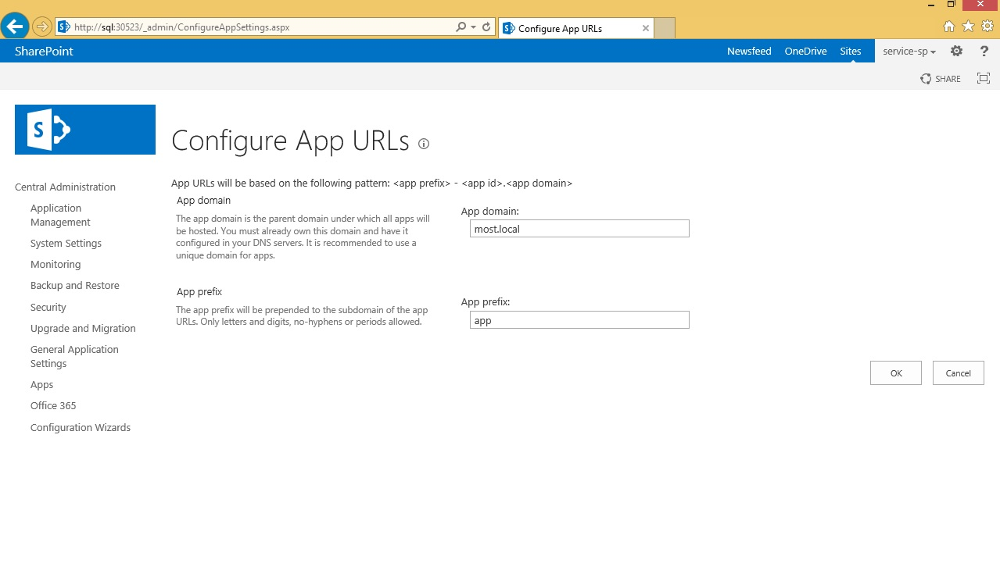 http://sql:30523/_admin/ConfigureAppSettings.aspx
Configure App URLs
SharePoint
Newsfeed
OneDrive
Sites
service-sp
?
SHARE
S
Configure App URLs
App URLs will be based on the following pattern: <app prefix> - <app id>.<app domain>
Central Administration
Application
Management
System Settings
Monitoring
Backup and Restore
Security
Upgrade and Migration
General Application
Settings
Apps
Office 365
Configuration Wizards
App domain
The app domain is the parent domain under which all apps will
be hosted. You must already own this domain and have it
configured in your DNS servers. It is recommended to use a
unique domain for apps.
App domain:
most.local
App prefix
The app prefix will be prepended to the subdomain of the app
URLs. Only letters and digits, no-hyphens or periods allowed.
App prefix:
app
OK
Cancel